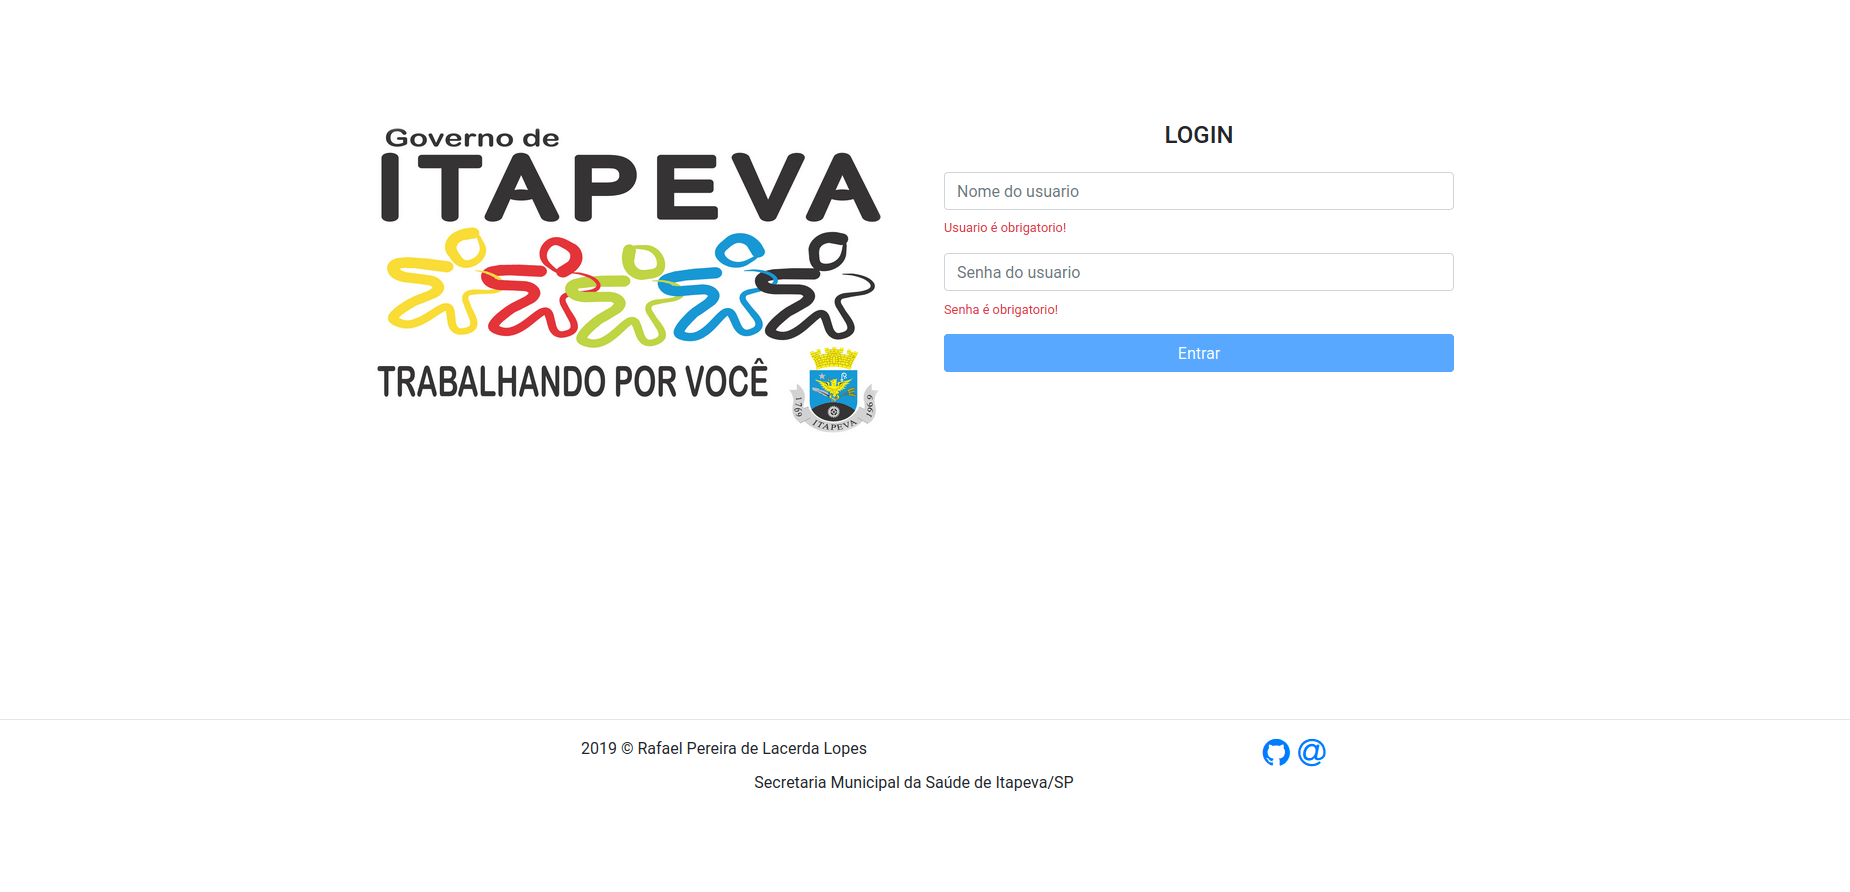 Governo de
ITAPEVA
TRABALHANDO POR VOCÊ
1769
ITAPEVA
1969
LOGIN
Nome do usuario
Usuario é obrigatorio!
Senha do usuario
Senha é obrigatorio!
Entrar
2019 © Rafael Pereira de Lacerda Lopes
Secretaria Municipal da Saúde de Itapeva/SP